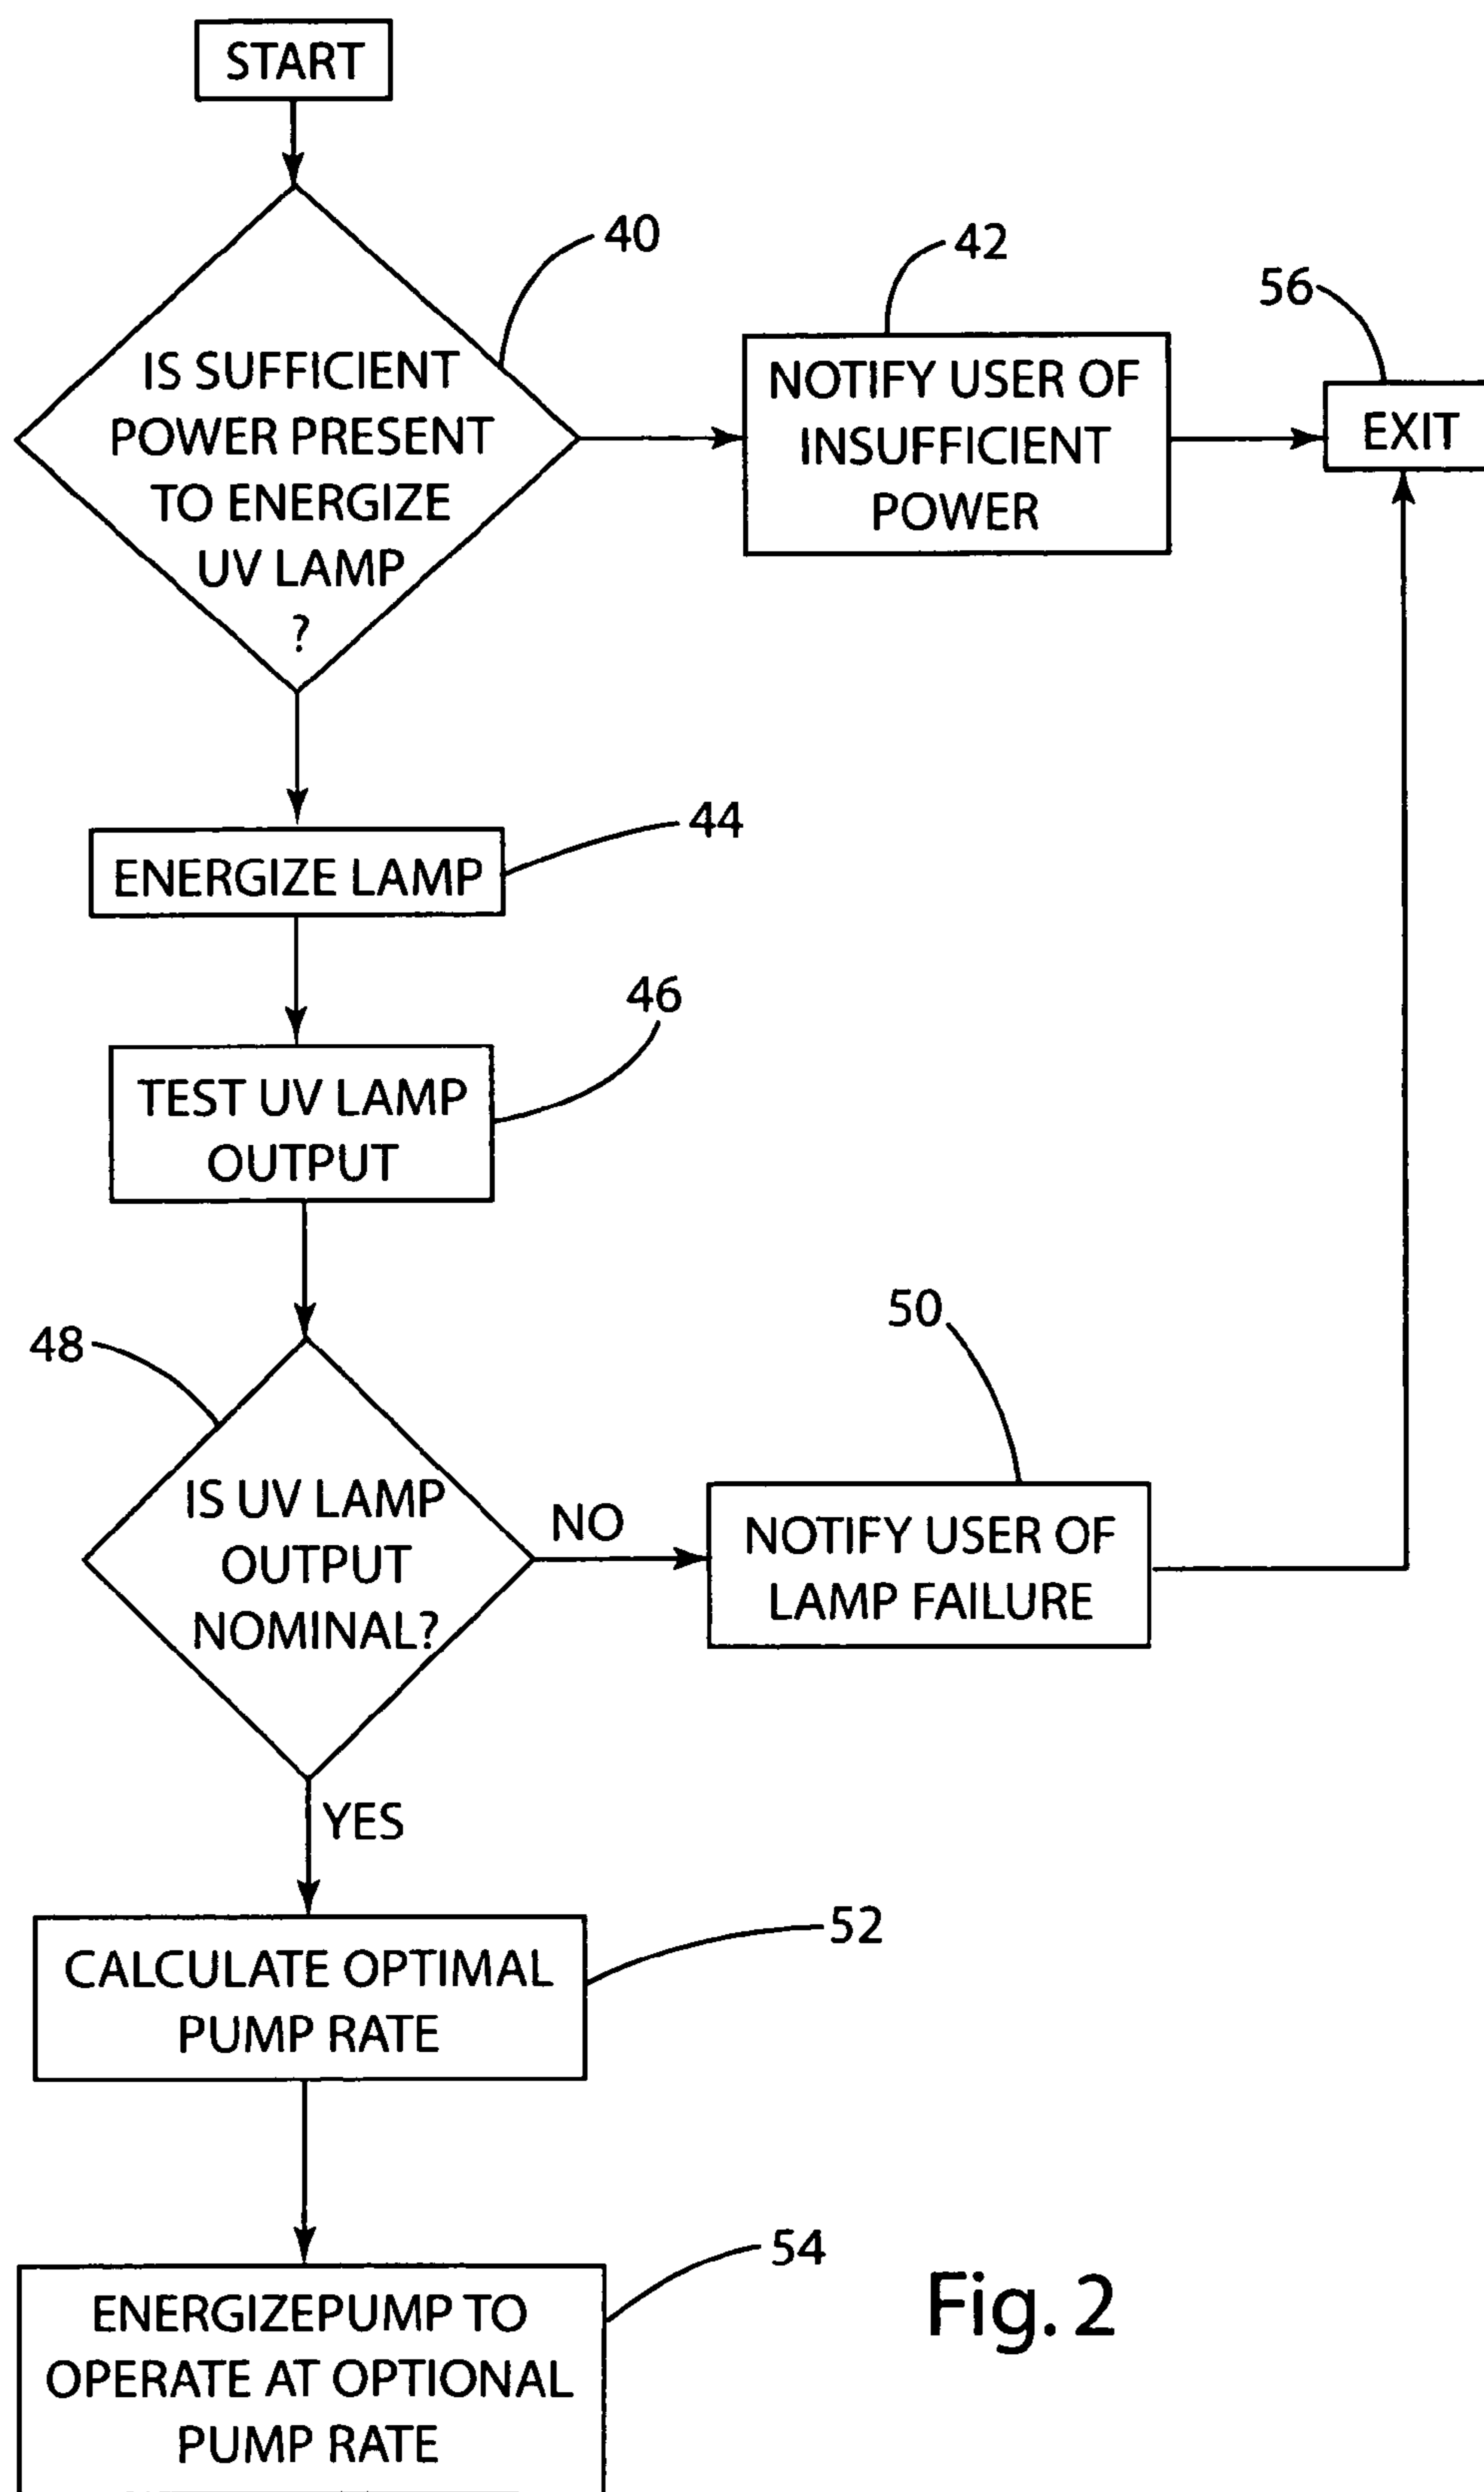 START
40
IS SUFFICIENT
POWER PRESENT
TO ENERGIZE
UV LAMP
?
42
NOTIFY USER OF
INSUFFICIENT
POWER
56
EXIT
44
ENERGIZE LAMP
46
TEST UV LAMP
OUTPUT
48
IS UV LAMP
OUTPUT
NOMINAL?
NO
50
NOTIFY USER OF
LAMP FAILURE
YES
52
CALCULATE OPTIMAL
PUMP RATE
54
ENERGIZEPUMP TO
OPERATE AT OPTIONAL
PUMP RATE
Fig. 2